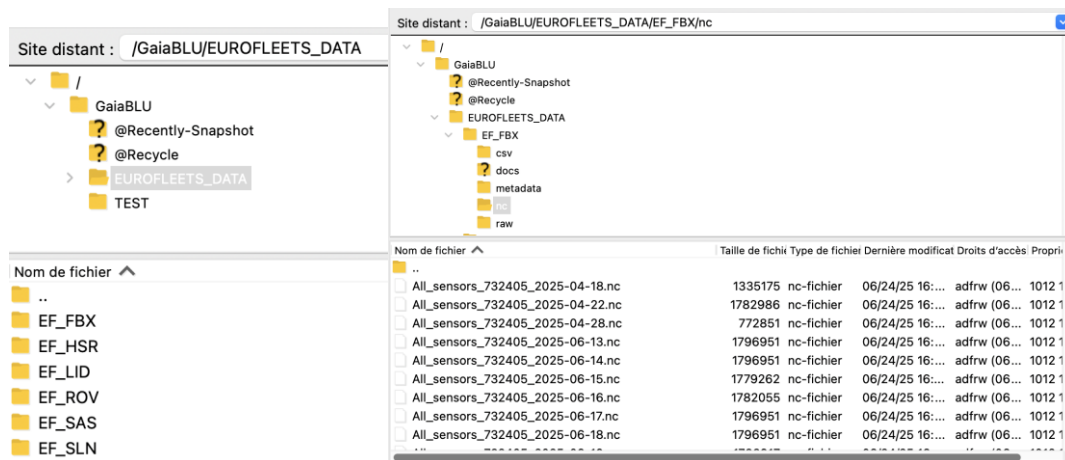 Site distant : /GaiaBLU/EUROFLEETS_DATA
/
GaiaBLU
@Recently-Snapshot
@Recycle
EUROFLEETS_DATA
TEST
Nom de fichier
..
EF_FBX
EF_HSR
EF_LID
EF_ROV
EF_SAS
EF_SLN
Site distant : /GaiaBLU/EUROFLEETS_DATA/EF_FBX/nc
/
GaiaBLU
@Recently-Snapshot
@Recycle
EUROFLEETS_DATA
EF_FBX
csv
docs
metadata
nc
raw
Nom de fichier Taille de fichi Type de fichier Dernière modificat Droits d'accès Propri
..
All_sensors_732405_2025-04-18.nc 1335175 nc-fichier 06/24/25 16:... adfrw (06... 1012 1
All_sensors_732405_2025-04-22.nc 1782986 nc-fichier 06/24/25 16:... adfrw (06... 1012 1
All_sensors_732405_2025-04-28.nc 772851 nc-fichier 06/24/25 16:... adfrw (06... 1012 1
All_sensors_732405_2025-06-13.nc 1796951 nc-fichier 06/24/25 16:... adfrw (06... 1012 1
All_sensors_732405_2025-06-14.nc 1796951 nc-fichier 06/24/25 16:... adfrw (06... 1012 1
All_sensors_732405_2025-06-15.nc 1779262 nc-fichier 06/24/25 16:... adfrw (06... 1012 1
All_sensors_732405_2025-06-16.nc 1782055 nc-fichier 06/24/25 16:... adfrw (06... 1012 1
All_sensors_732405_2025-06-17.nc 1796951 nc-fichier 06/24/25 16:... adfrw (06... 1012 1
All_sensors_732405_2025-06-18.nc 1796951 nc-fichier 06/24/25 16:... adfrw (06... 1012 1